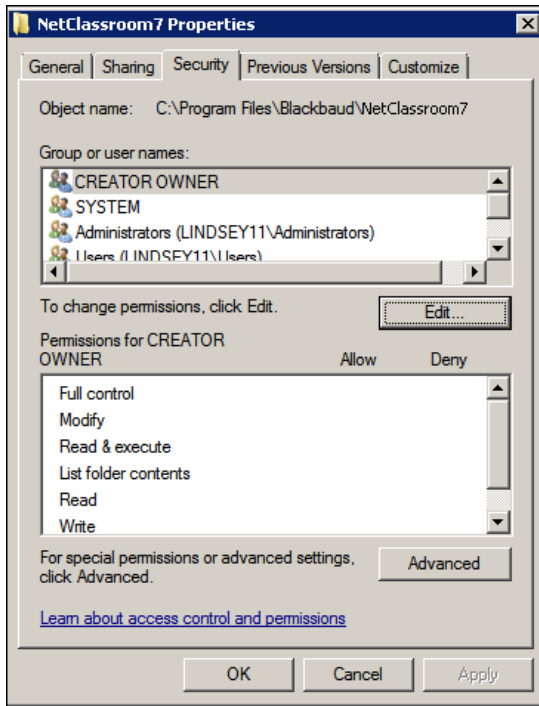 NetClassroom7 Properties
General Sharing Security Previous Versions Customize
Object name: C:\Program Files\Blackbaud\NetClassroom7
Group or user names:
CREATOR OWNER
SYSTEM
Administrators (LINDSEY11\Administrators)
Users (LINDSEY11\Users)
To change permissions, click Edit.
Edit...
Permissions for CREATOR
OWNER Allow Deny
Full control
Modify
Read & execute
List folder contents
Read
Write
For special permissions or advanced settings,
click Advanced.
Advanced
Learn about access control and permissions
OK Cancel Apply